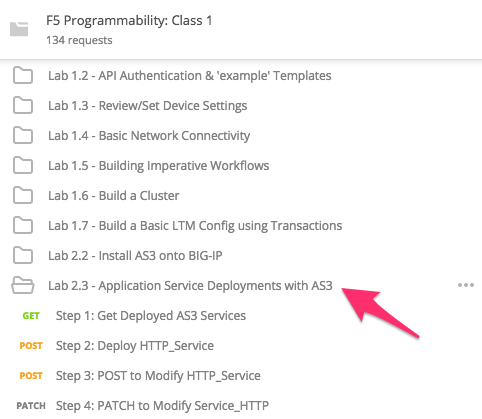 F5 Programmability: Class 1
134 requests
Lab 1.2 - API Authentication & 'example' Templates
Lab 1.3 - Review/Set Device Settings
Lab 1.4 - Basic Network Connectivity
Lab 1.5 - Building Imperative Workflows
Lab 1.6 - Build a Cluster
Lab 1.7 - Build a Basic LTM Config using Transactions
Lab 2.2 - Install AS3 onto BIG-IP
Lab 2.3 - Application Service Deployments with AS3
GET Step 1: Get Deployed AS3 Services
POST Step 2: Deploy HTTP_Service
POST Step 3: POST to Modify HTTP_Service
PATCH Step 4: PATCH to Modify Service_HTTP